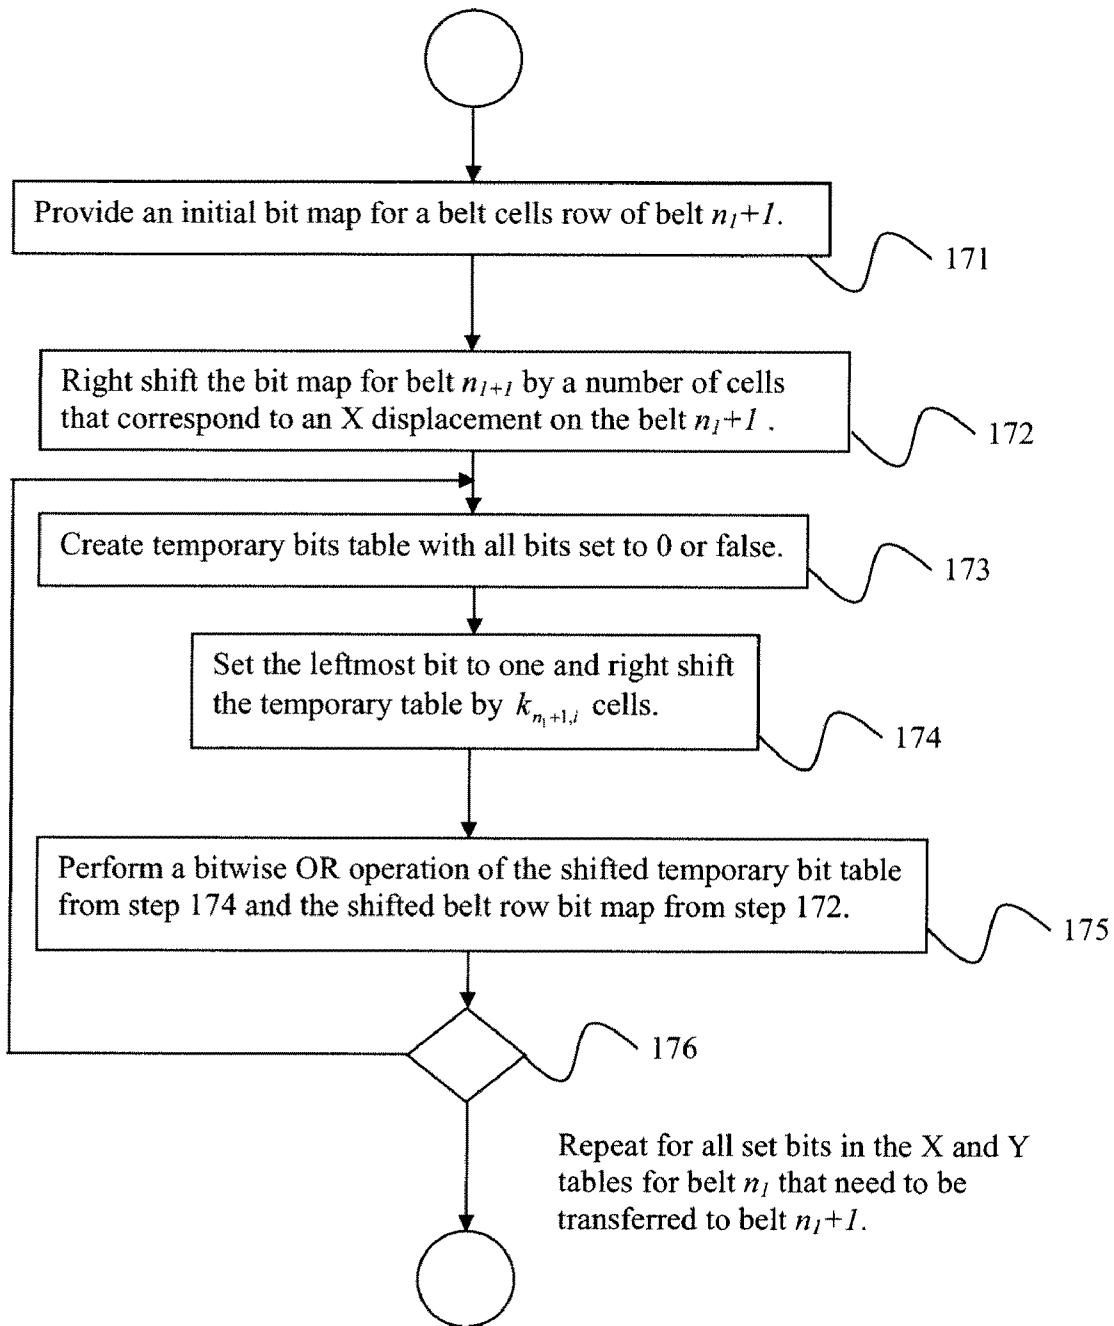 Provide an initial bit map for a belt cells row of belt n₁+1.
171
Right shift the bit map for belt n₁₊₁ by a number of cells
that correspond to an X displacement on the belt n₁+1 .
172
Create temporary bits table with all bits set to 0 or false.
173
Set the leftmost bit to one and right shift
the temporary table by k_{n₁+1,i} cells.
174
Perform a bitwise OR operation of the shifted temporary bit table
from step 174 and the shifted belt row bit map from step 172.
175
176
Repeat for all set bits in the X and Y
tables for belt n₁ that need to be
transferred to belt n₁+1.